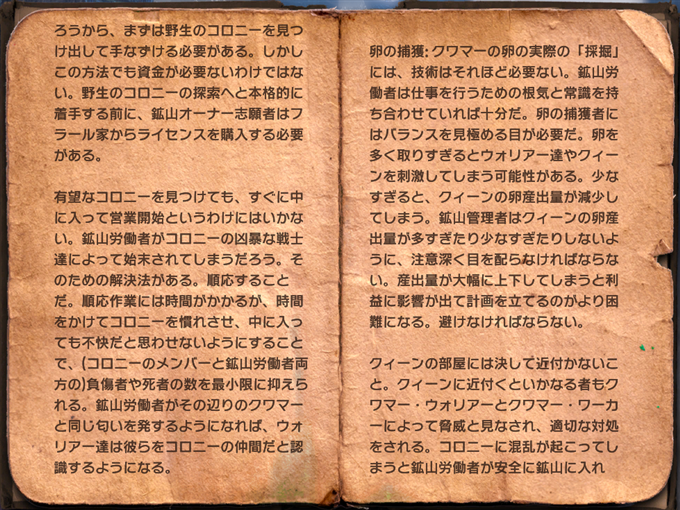 ろうから、まずは野生のコロニーを見つ
け出して手なずける必要がある。しかし
この方法でも資金が必要ないわけではな
い。野生のコロニーの探索へと本格的に
着手する前に、鉱山オーナー志願者はフ
ラール家からライセンスを購入する必要
がある。
有望なコロニーを見つけても、すぐに中
に入って営業開始というわけにはいかな
い。鉱山労働者がコロニーの凶暴な戦士
達によって始末されてしまうだろう。そ
のための解決法がある。順応すること
だ。順応作業には時間がかかるが、時間
をかけてコロニーを慣れさせ、中に入っ
ても不快だと思わせないようにすること
で、(コロニーのメンバーと鉱山労働者両
方の)負傷者や死者の数を最小限に抑えら
れる。鉱山労働者がその辺りのクワマー
と同じ匂いを発するようになれば、ウォ
リアー達は彼らをコロニーの仲間だと認
識するようになる。
卵の捕獲: クワマーの卵の実際の「採掘」
には、技術はそれほど必要ない。鉱山労
働者は仕事を行うための根気と常識を持
ち合わせていれば十分だ。卵の捕獲者に
はバランスを見極める目が必要だ。卵を
多く取りすぎるとウォリアー達やクィー
ンを刺激してしまう可能性がある。少な
すぎると、クィーンの卵産出量が減少し
てしまう。鉱山管理者はクィーンの卵産
出量が多すぎたり少なすぎたりしないよ
うに、注意深く目を配らなければならな
い。産出量が大幅に上下してしまうと利
益に影響が出て計画を立てるのがより困
難になる。避けなければならない。
クィーンの部屋には決して近付かないこ
と。クィーンに近付くといかなる者もク
ワマー・ウォリアーとクワマー・ワーカ
ーによって脅威と見なされ、適切な対処
をされる。コロニーに混乱が起こってし
まうと鉱山労働者が安全に鉱山に入れ